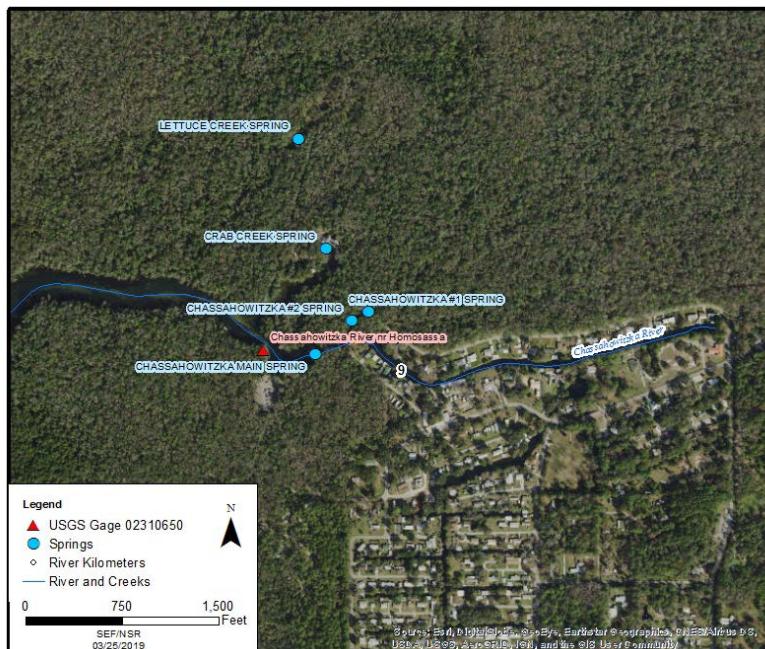 LETTUCE CREEK SPRING
CRAB CREEK SPRING
CHASSAHOWITZKA #1 SPRING
CHASSAHOWITZKA #2 SPRING
Chassahowitzka River, nr Homosassa
Chassahowitzka River
CHASSAHOWITZKA MAIN SPRING
9
Legend
N
USGS Gage 02310650
Springs
River Kilometers
River and Creeks
0 750 1,500
Feet
SEF/NSR
03/25/2019
Source: Esri, DigitalGlobe, GeoEye, Earthstar Geographics, CNES/Airbus DS,
USDA, USGS, AeroGRID, IGN, and the GIS User Community